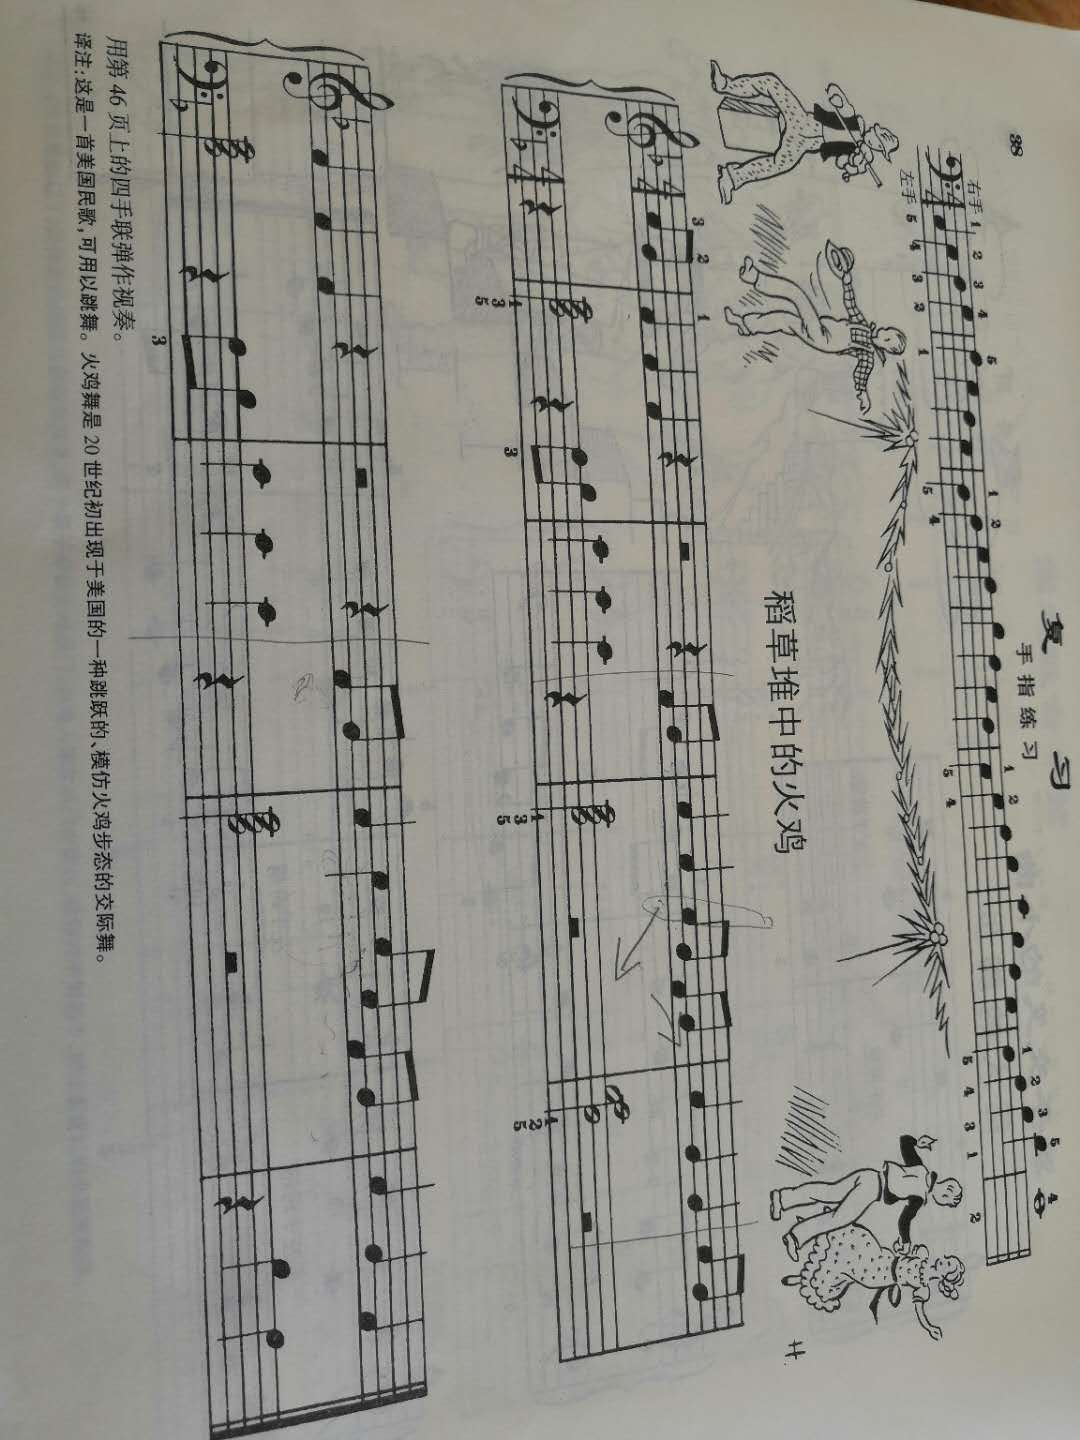 38
复 习
手指练习
右手 1 2 3 4 5 1 2 1 2 1 2 3 5 4
左手 5 4 3 2 1 5 4 5 4 5 4 3 1 2
稻草堆中的火鸡
4 4
3 2 1
4 4
1 3 5 3 1 3 5 1 2 5
3
用第 46 页上的四手联弹作视奏。
译注:这是一首美国民歌,可用以跳舞。火鸡舞是 20 世纪初出现于美国的一种跳跃的、模仿火鸡步态的交际舞。